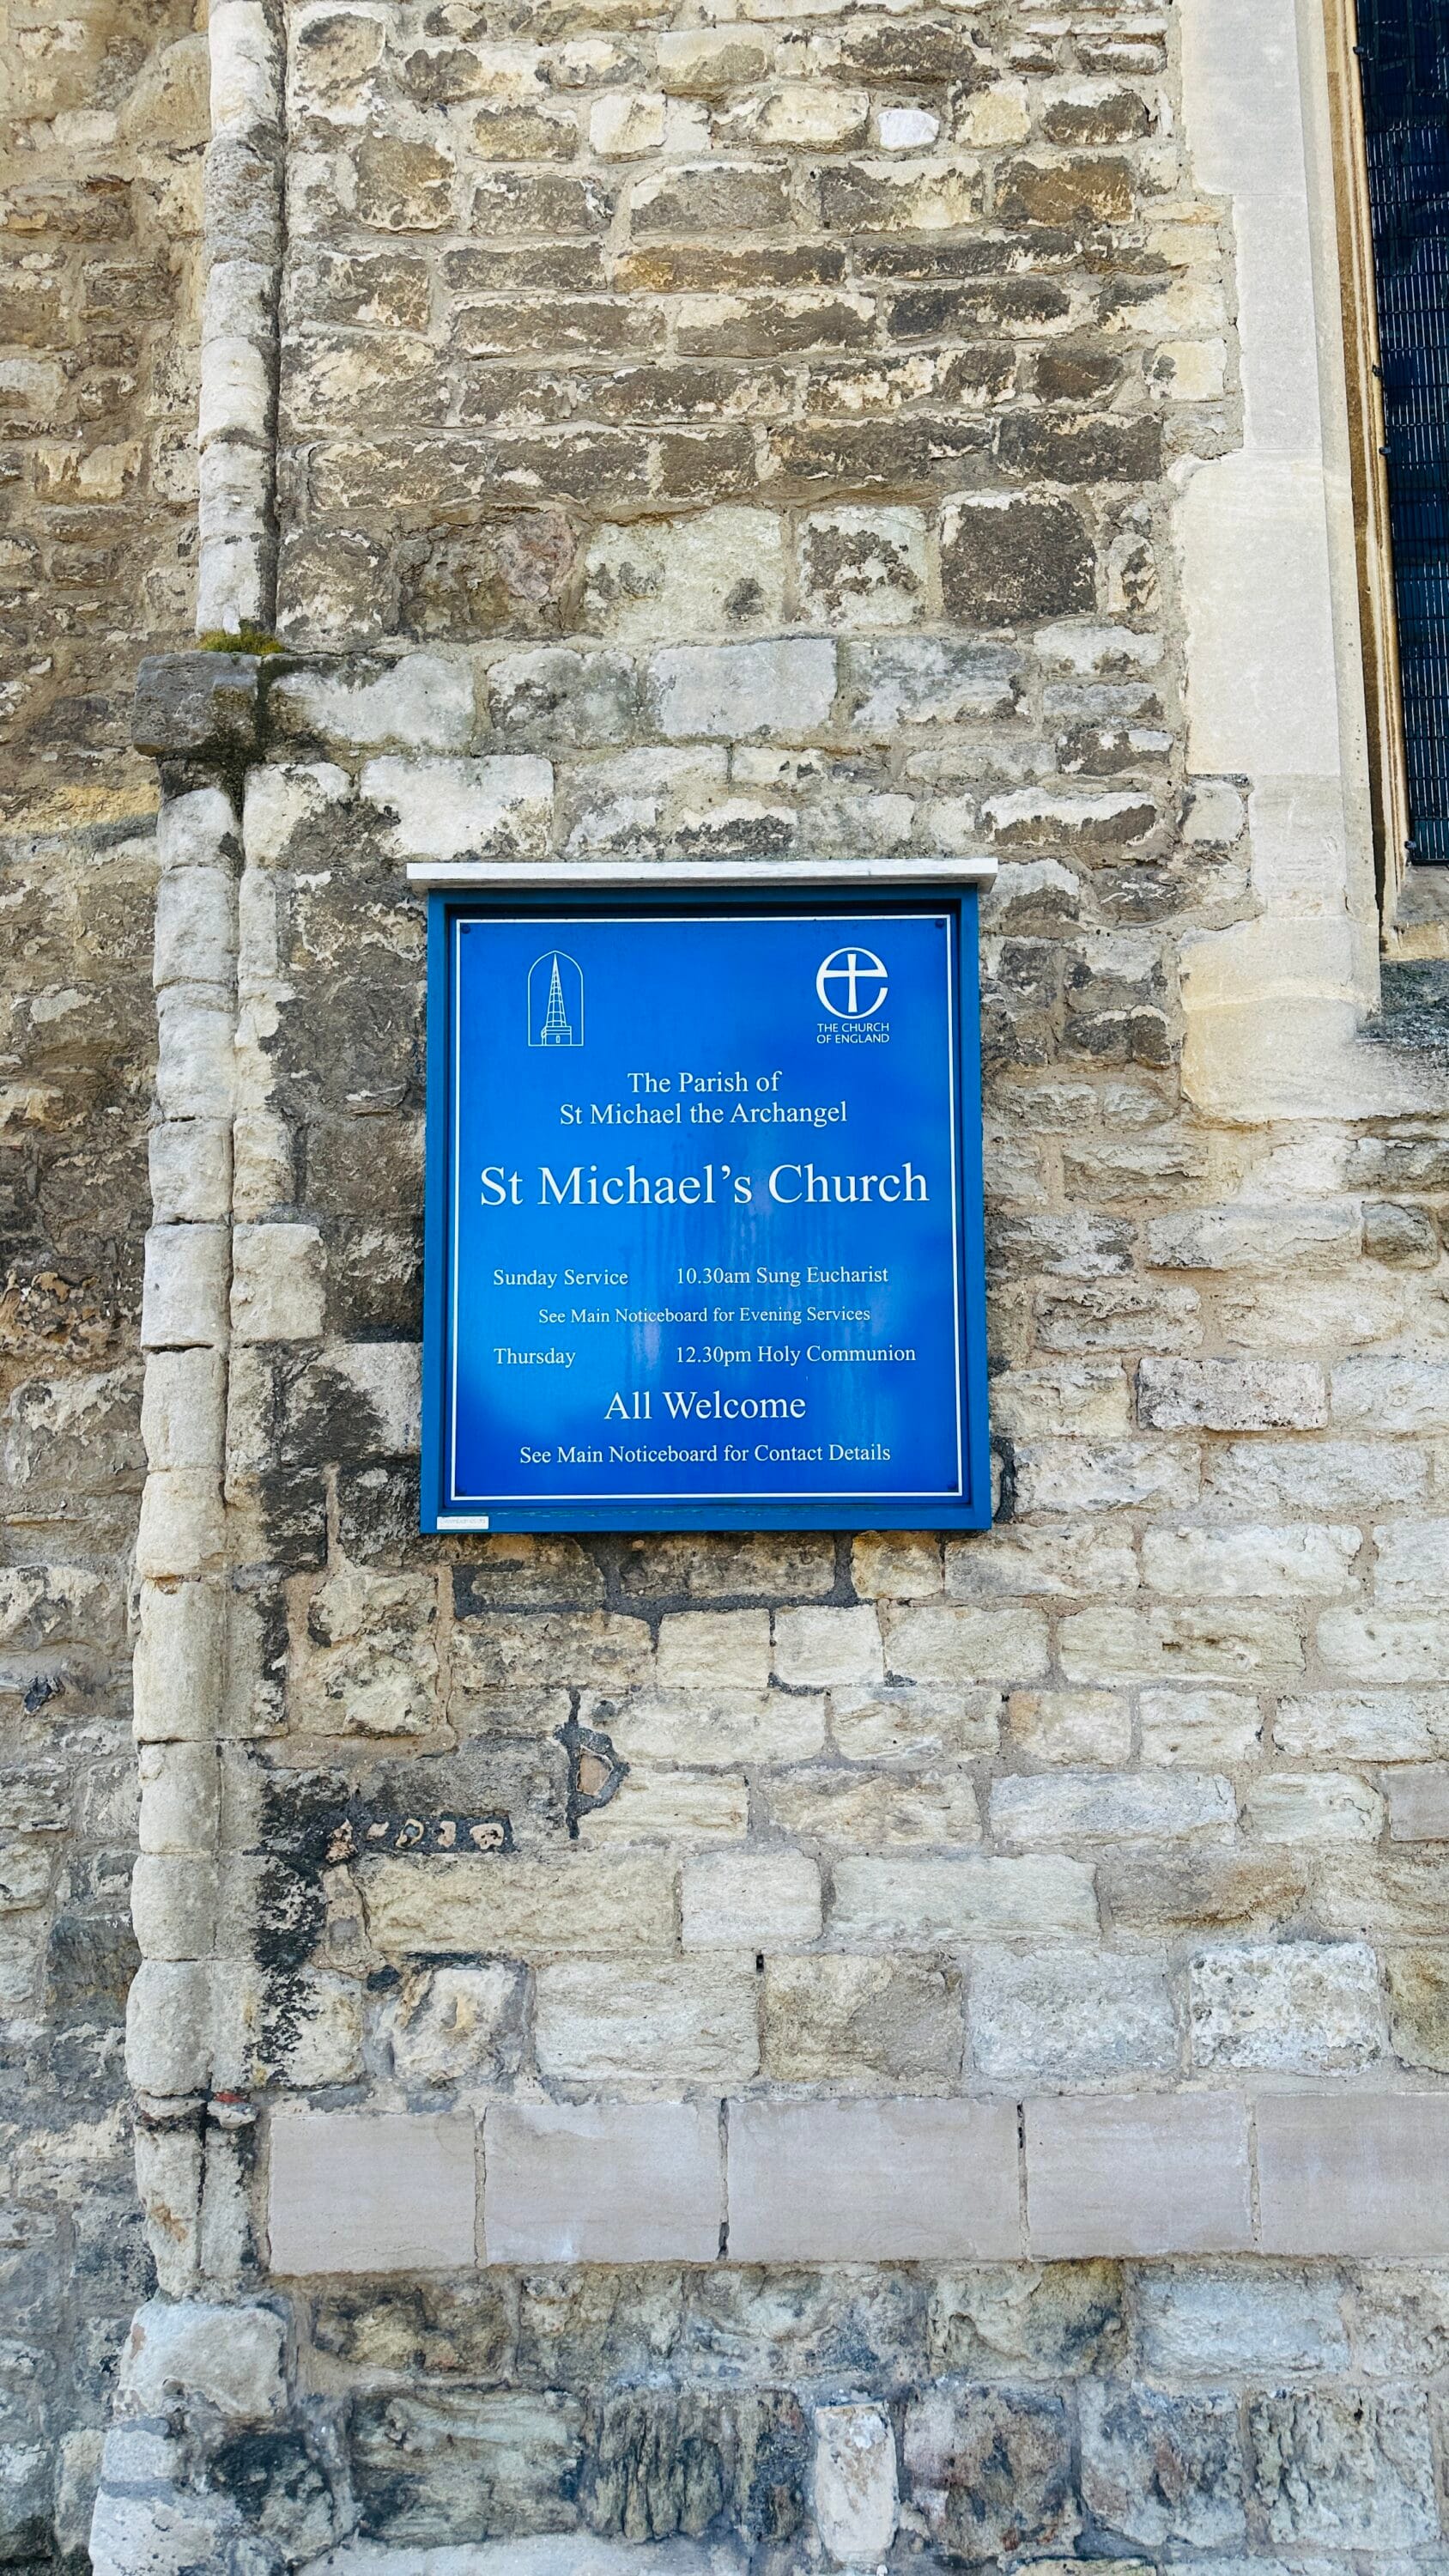 THE CHURCH
OF ENGLAND
The Parish of
St Michael the Archangel
St Michael's Church
Sunday Service 10.30am Sung Eucharist
See Main Noticeboard for Evening Services
Thursday 12.30pm Holy Communion
All Welcome
See Main Noticeboard for Contact Details